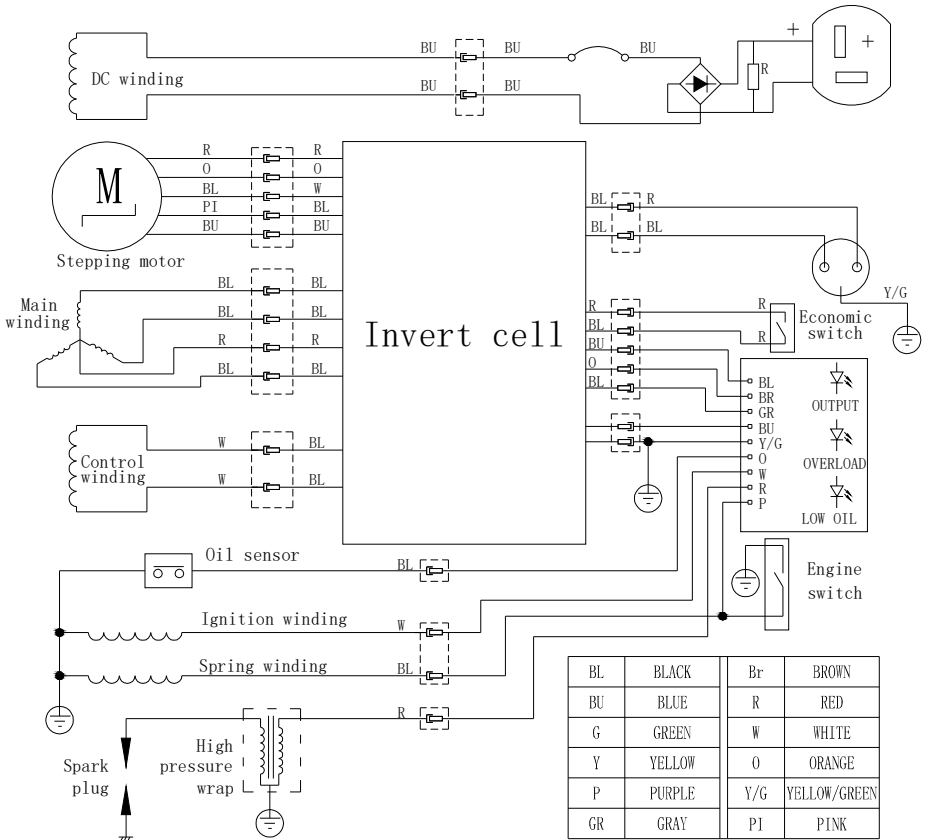 BU BU BU
DC winding
BU BU
+
R
+
M
Stepping motor
R R
O O
BL W
PI BL
BU BU
Main
winding
BL BL
BL BL
R R
BL BL
Control
winding
W BL
W BL
Invert cell
BL R
BL BL
Y/G
R
BL
BU
O
BL
R
R
Economic
switch
BL
BR
GR
BU
Y/G
O
W
R
P
OUTPUT
OVERLOAD
LOW OIL
Engine
switch
Oil sensor BL
Ignition winding W
Spring winding BL
R
High
pressure
wrap
Spark
plug
BL BLACK Br BROWN
BU BLUE R RED
G GREEN W WHITE
Y YELLOW O ORANGE
P PURPLE Y/G YELLOW/GREEN
GR GRAY PI PINK